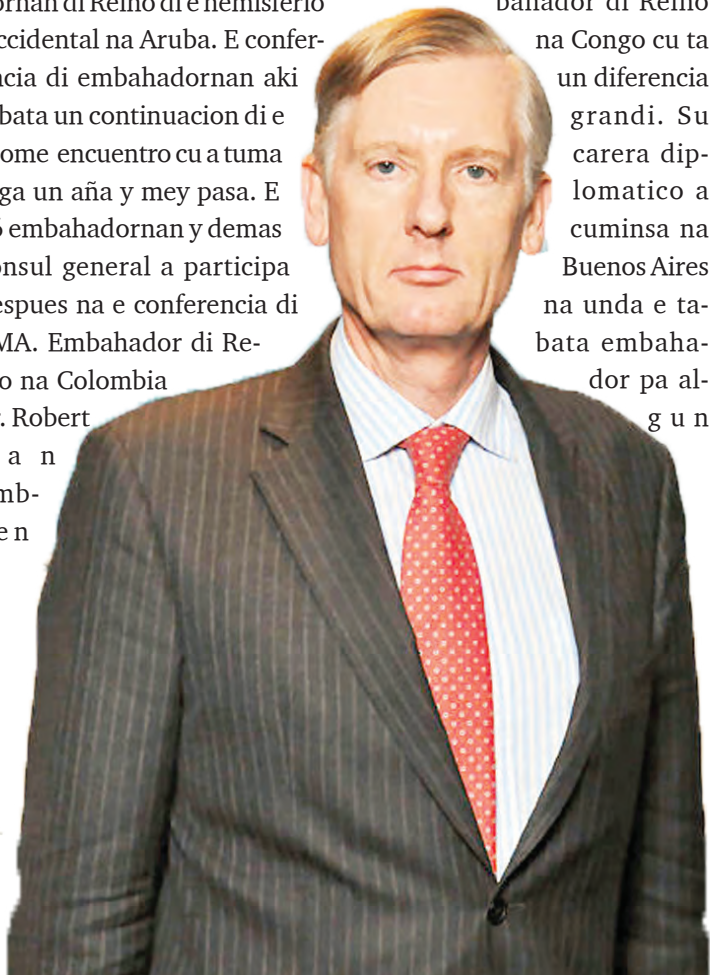 ornan di Reino di e hemisferio
ccidental na Aruba. E confer-
ncia di embahadornan aki
bata un continuacion di e
ome encuentro cu a tuma
ga un aña y mey pasa. E
6 embahadornan y demas
onsul general a participa
espues na e conferencia di
MA. Embahador di Re-
o na Colombia
r. Robert
a n
mb-
e n
bahador di Reino
na Congo cu ta
un diferencia
grandi. Su
carera dip-
lomatico a
cuminsa na
Buenos Aires
na unda e ta-
bata embaha-
dor pa al-
g u n